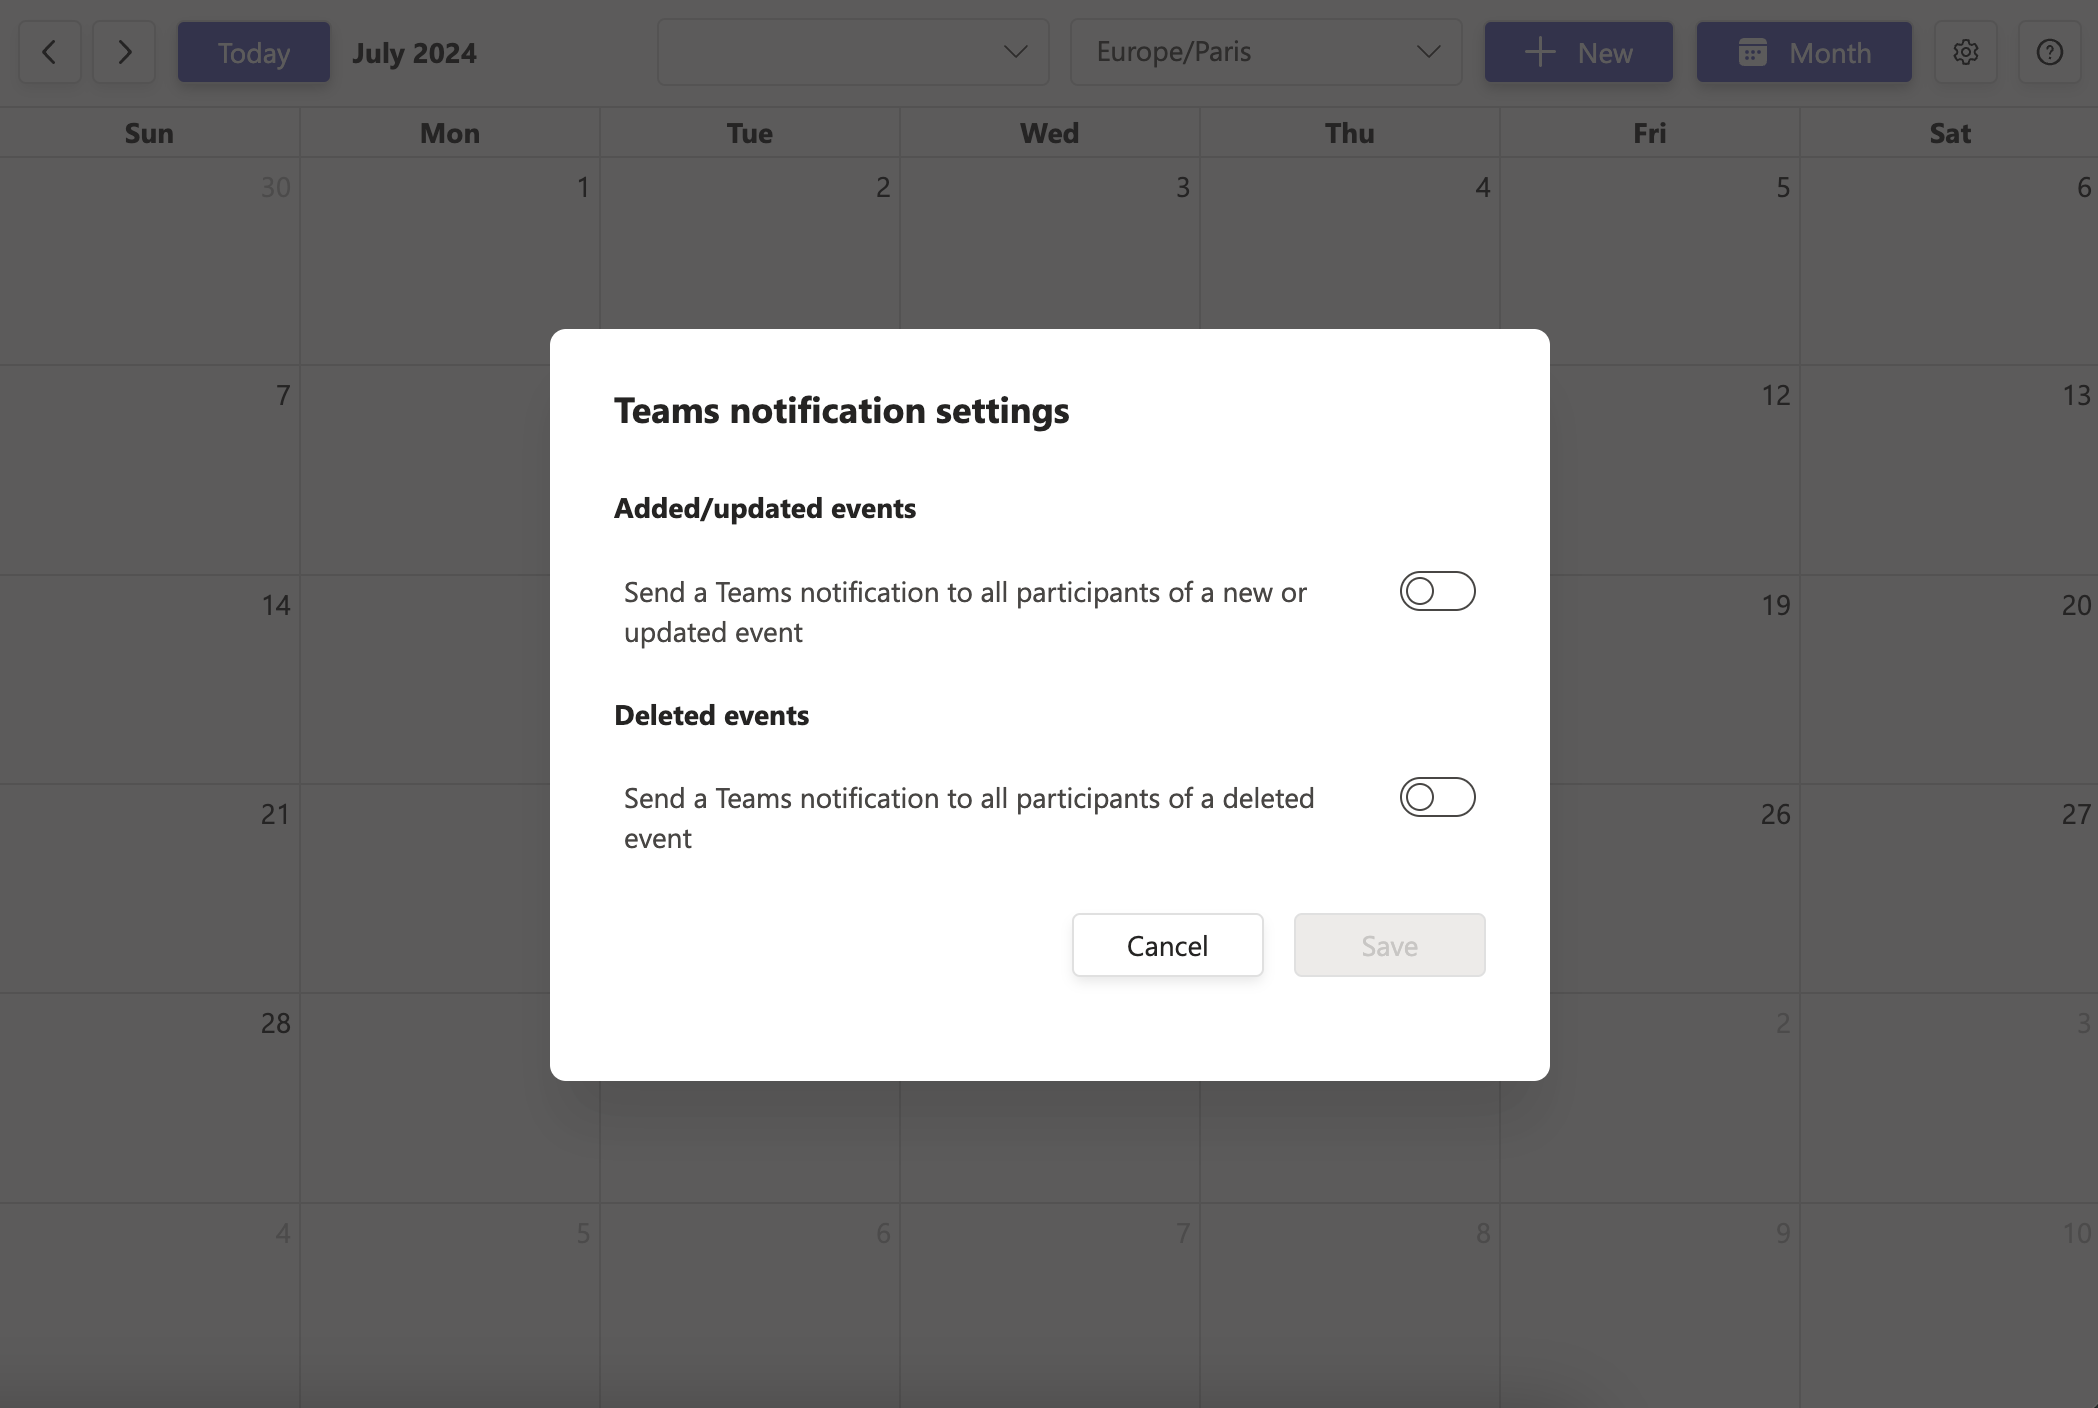 Today July 2024 Europe/Paris New Month
Sun Mon Tue Wed Thu Fri Sat
30 1 2 3 4 5 6
7 12 13
Teams notification settings
Added/updated events
Send a Teams notification to all participants of a new or
updated event
14 19 20
Deleted events
Send a Teams notification to all participants of a deleted
event
21 26 27
Cancel Save
28 2 3
4 5 6 7 8 9 10